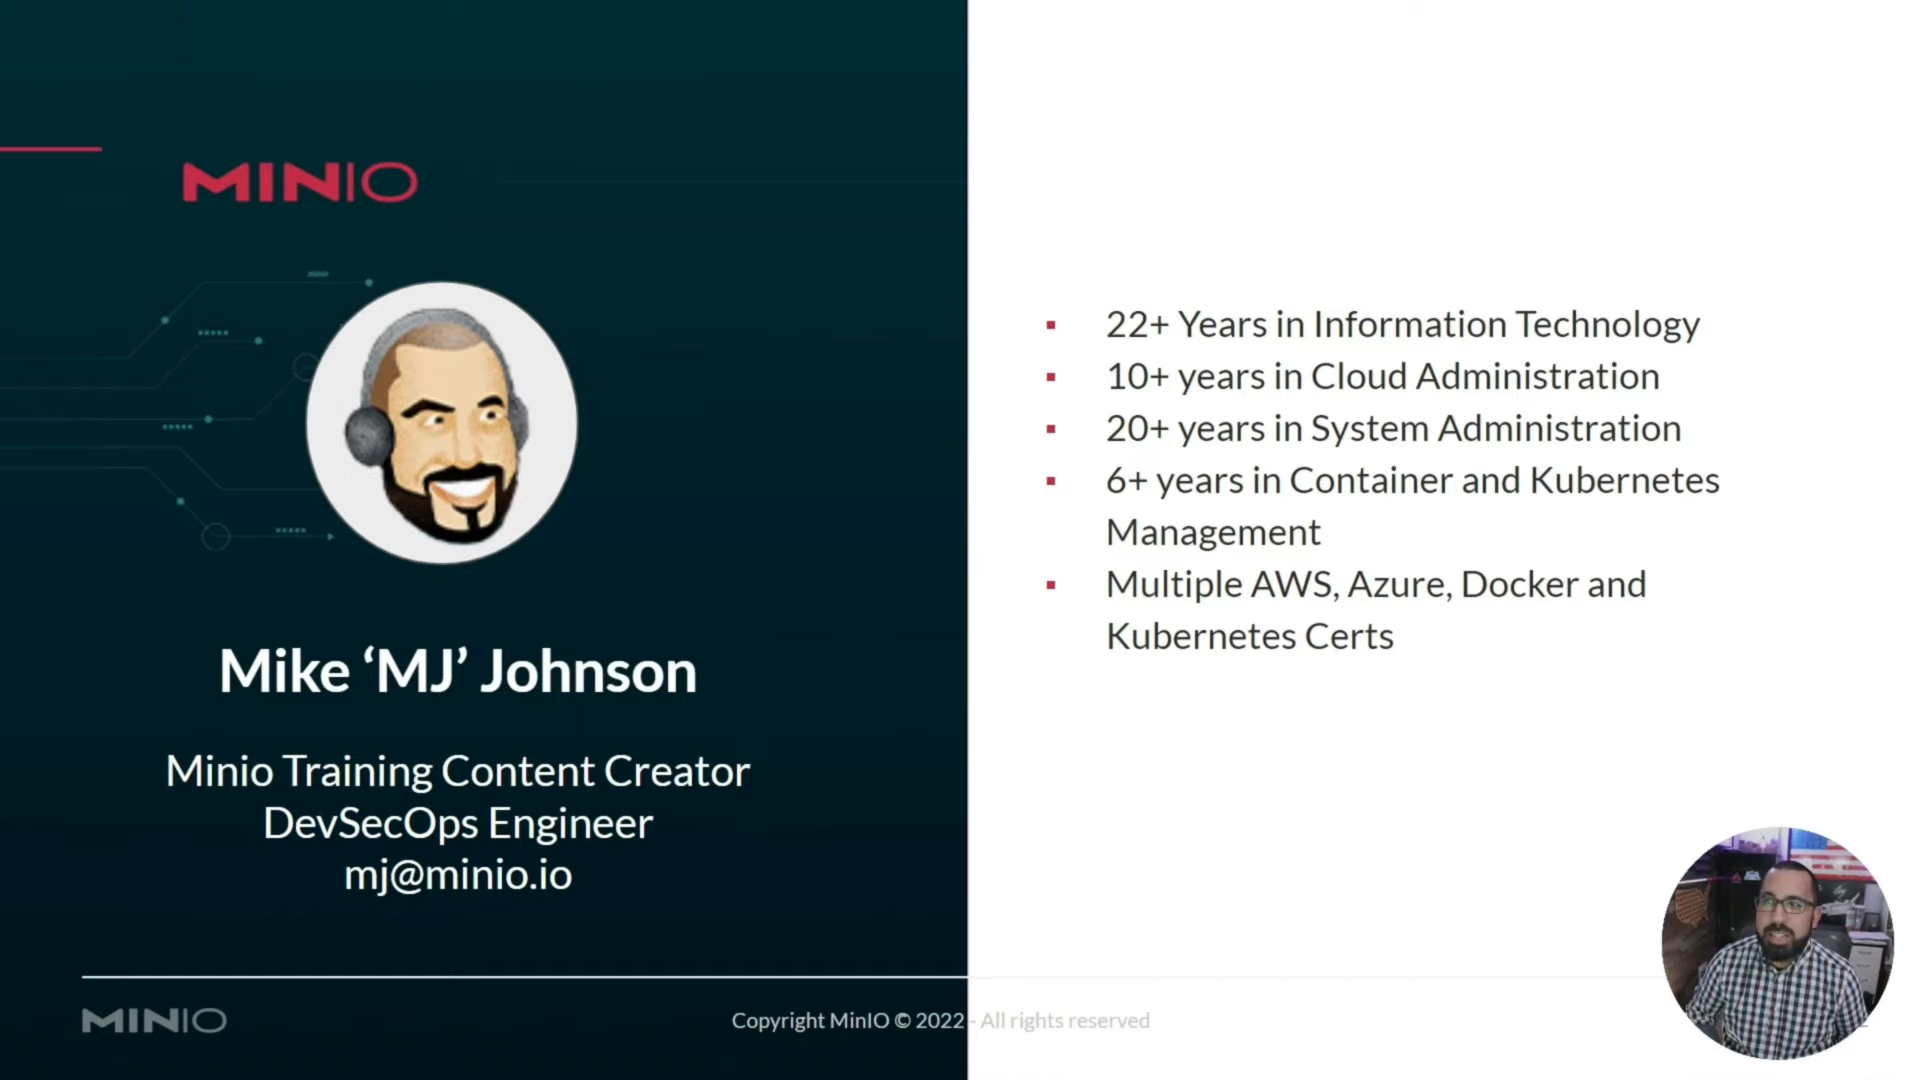 MINIO
Mike ‘MJ’ Johnson
Minio Training Content Creator
DevSecOps Engineer
mj@minio.io
22+ Years in Information Technology
10+ years in Cloud Administration
20+ years in System Administration
6+ years in Container and Kubernetes
Management
Multiple AWS, Azure, Docker and
Kubernetes Certs
MINIO
Copyright MinIO © 2022 - All rights reserved